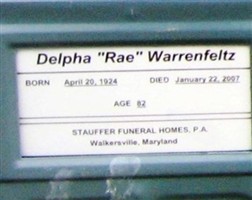 Delpha "Rae" Warrenfeltz
BORN April 20, 1924 DIED January 22, 2007
AGE 82
STAUFFER FUNERAL HOMES, P.A.
Walkersville, Maryland